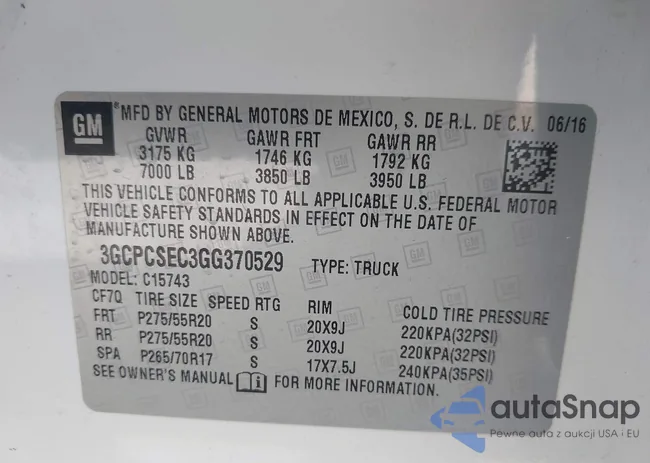 GM
®MFD BY GENERAL MOTORS DE MEXICO, S. DE R.L. DE C.V. 06/16
GVWR GAWR FRT GAWR RR
3175 KG 1746 KG 1792 KG
7000 LB 3850 LB 3950 LB
THIS VEHICLE CONFORMS TO ALL APPLICABLE U.S. FEDERAL MOTOR
VEHICLE SAFETY STANDARDS IN EFFECT ON THE DATE OF
MANUFACTURE SHOWN ABOVE.
3GCPCSEC3GG370529 TYPE: TRUCK
MODEL: C15743
CF7Q TIRE SIZE SPEED RTG RIM COLD TIRE PRESSURE
FRT P275/55R20 S 20X9J 220KPA(32PSI)
RR P275/55R20 S 20X9J 220KPA(32PSI)
SPA P265/70R17 S 17X7.5J 240KPA(35PSI)
SEE OWNER'S MANUAL FOR MORE INFORMATION.
autaSnap
Pewne auta z aukcji USA i EU